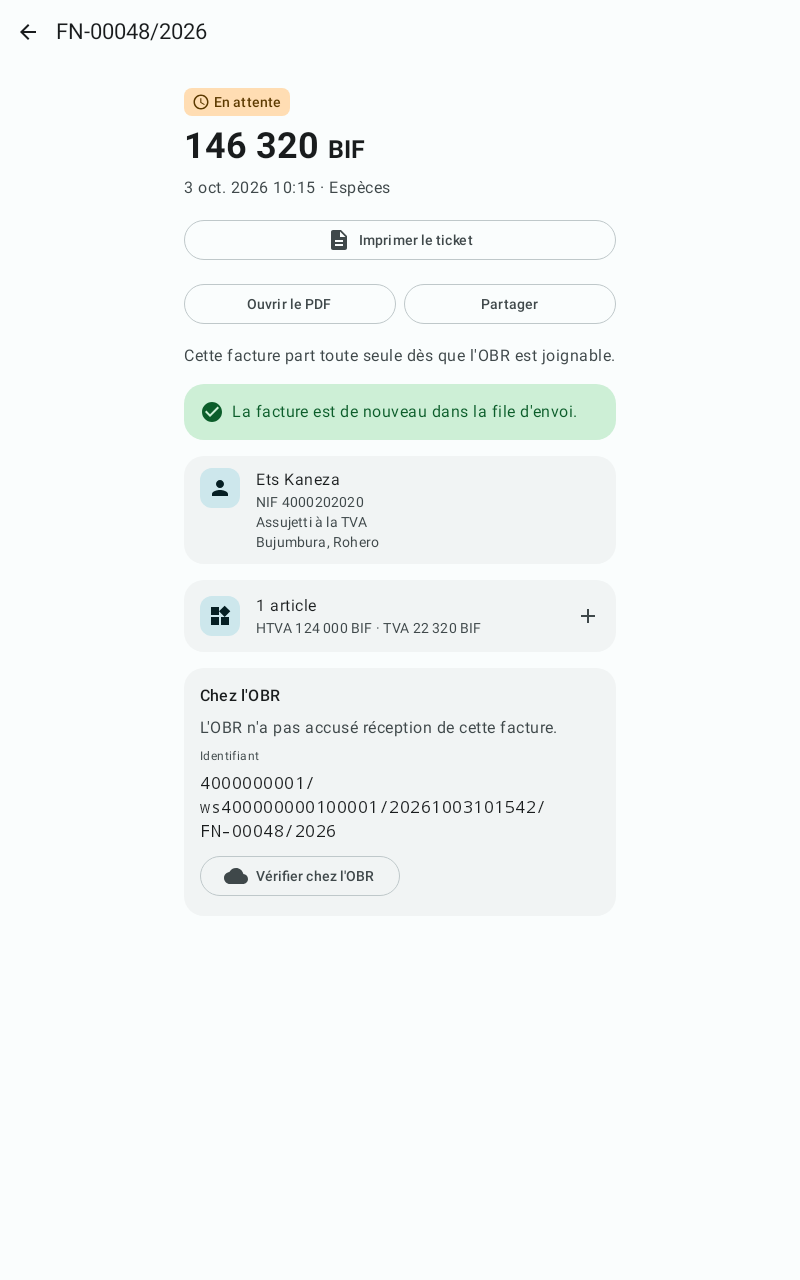 FN-00048/2026
En attente
146 320 BIF
3 oct. 2026 10:15 · Espèces
Imprimer le ticket
Ouvrir le PDF
Partager
Cette facture part toute seule dès que l'OBR est joignable.
La facture est de nouveau dans la file d'envoi.
Ets Kaneza
NIF 4000202020
Assujetti à la TVA
Bujumbura, Rohero
1 article
HTVA 124 000 BIF · TVA 22 320 BIF
Chez l'OBR
L'OBR n'a pas accusé réception de cette facture.
Identifiant
4000000001/
ws400000000100001/20261003101542/
FN-00048/2026
Vérifier chez l'OBR